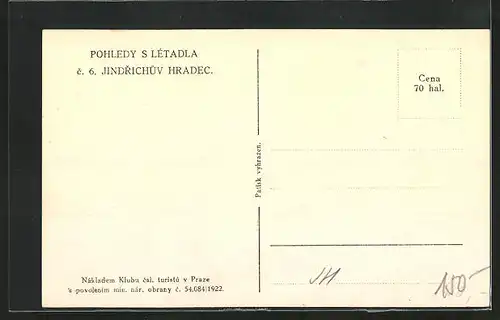 POHLEDY S LÉTADLA
č. 6. JINDŘICHŮV HRADEC.
Cena
70 hal.
Patisk vyhrazen.
Nákladem Klubu čsl. turistů v Praze
s povolením min. nár. obrany č. 54.084/1922.
150,-